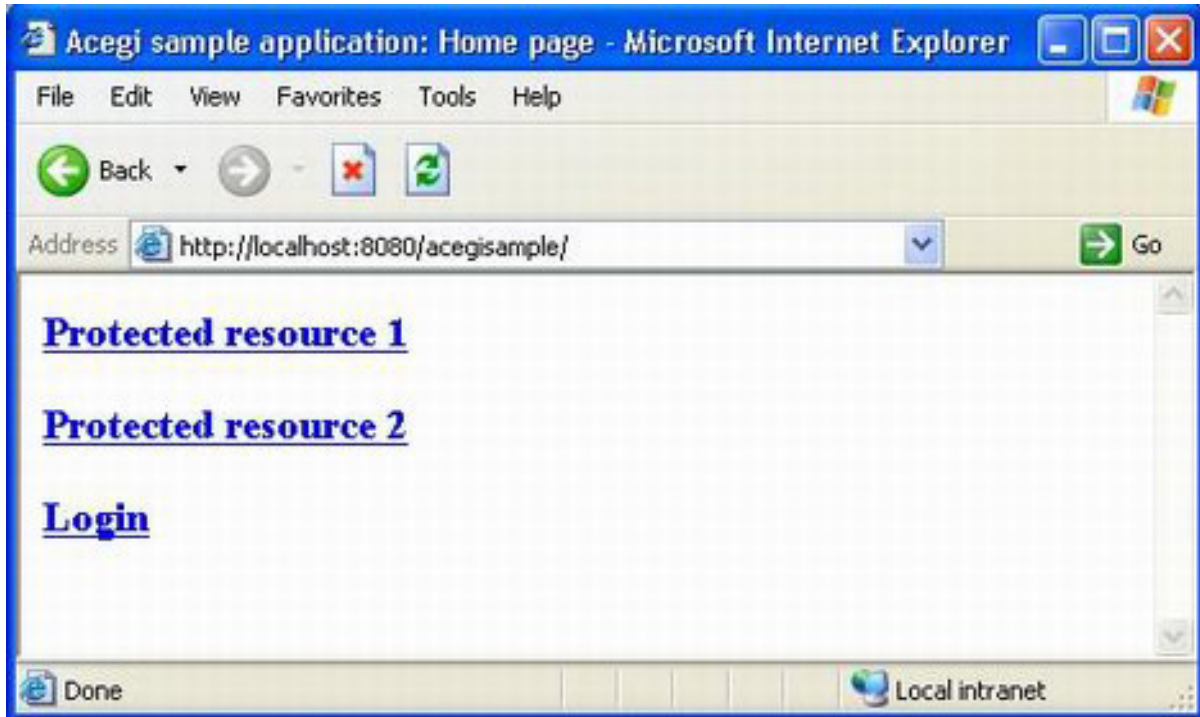 Acegi sample application: Home page - Microsoft Internet Explorer
File Edit View Favorites Tools Help
Back
Address http://localhost:8080/acegisample/ Go
Protected resource 1
Protected resource 2
Login
Done Local intranet